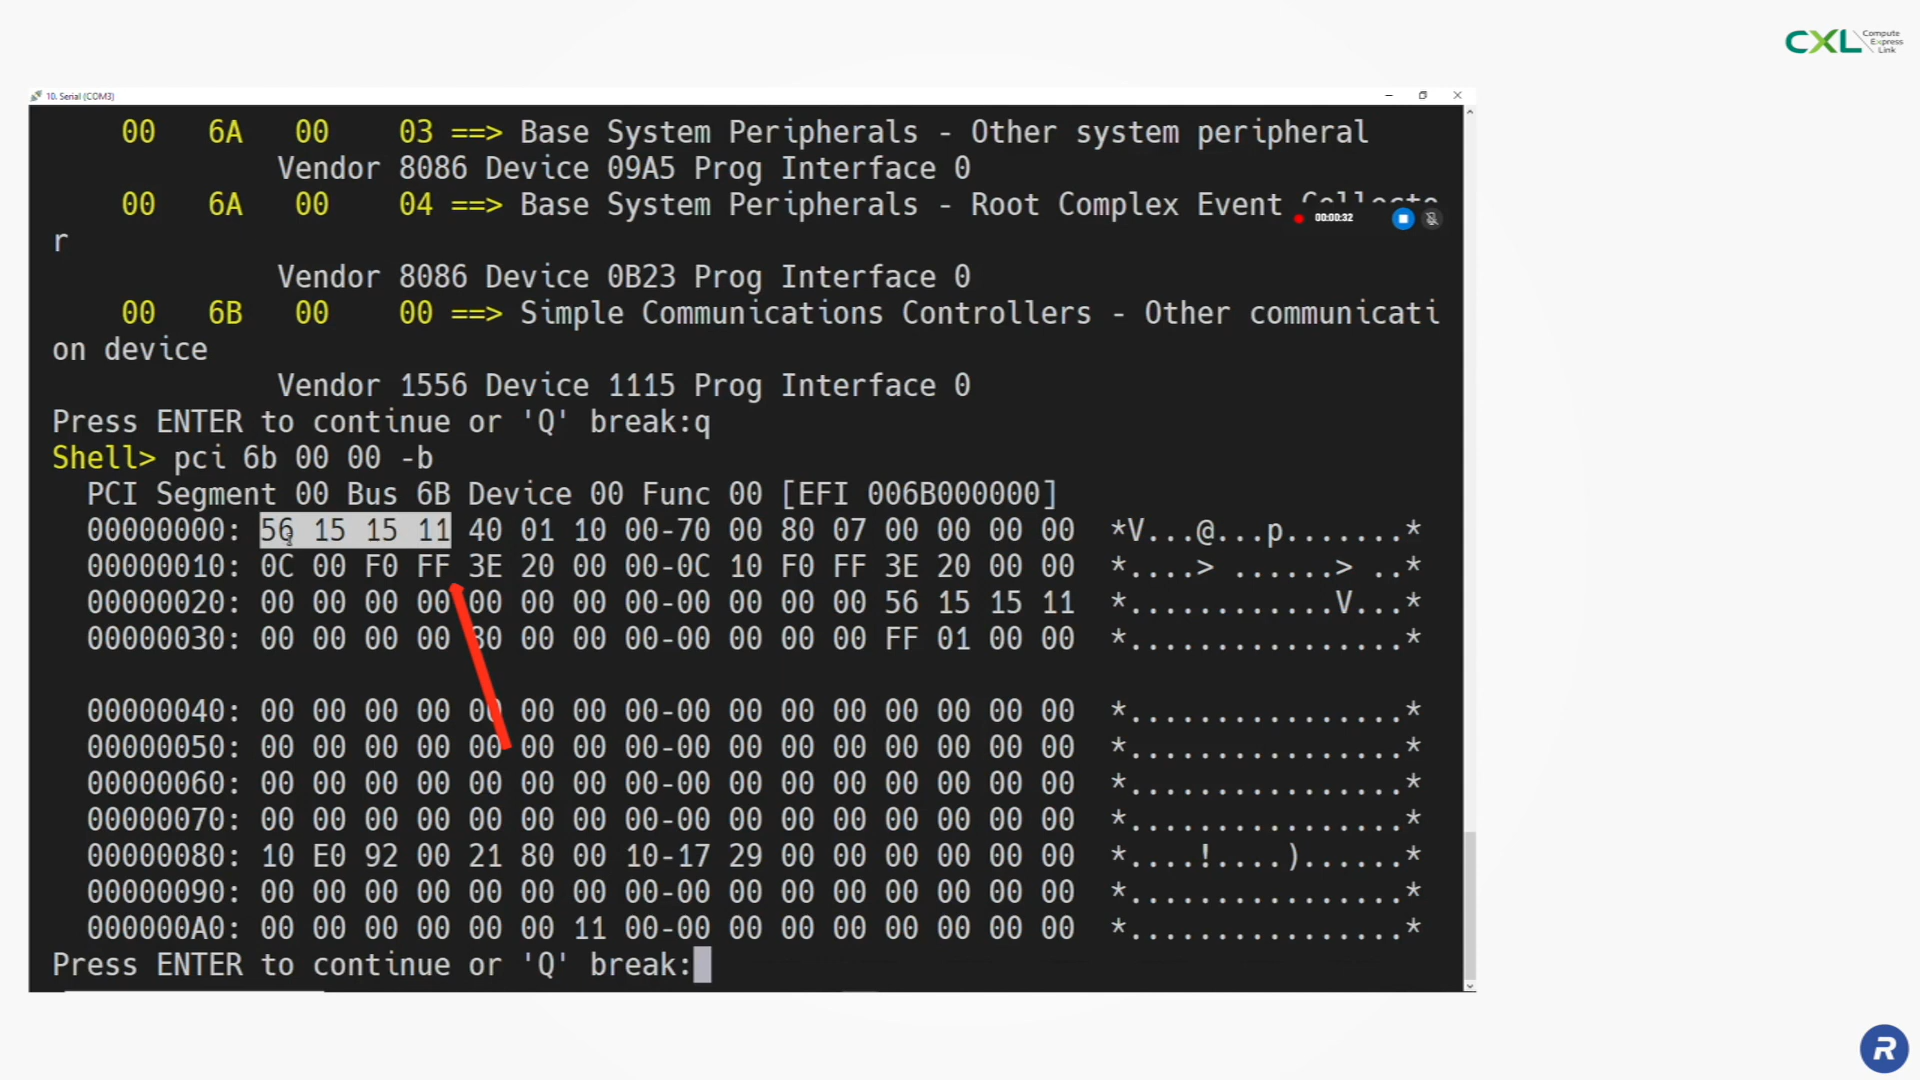 CXL Compute
Express
Link
10. Serial (COM3)
00 6A 00 03 ==> Base System Peripherals - Other system peripheral
Vendor 8086 Device 09A5 Prog Interface 0
00 6A 00 04 ==> Base System Peripherals - Root Complex Event Collecto
r
00:00:32
Vendor 8086 Device 0B23 Prog Interface 0
00 6B 00 00 ==> Simple Communications Controllers - Other communicati
on device
Vendor 1556 Device 1115 Prog Interface 0
Press ENTER to continue or 'Q' break:q
Shell> pci 6b 00 00 -b
PCI Segment 00 Bus 6B Device 00 Func 00 [EFI 006B000000]
00000000: 56 15 15 11 40 01 10 00-70 00 80 07 00 00 00 00 *V...@...p.......*
00000010: 0C 00 F0 FF 3E 20 00 00-0C 10 F0 FF 3E 20 00 00 *....> ......> ..*
00000020: 00 00 00 00 00 00 00 00-00 00 00 00 56 15 15 11 *............V...*
00000030: 00 00 00 00 80 00 00 00-00 00 00 00 FF 01 00 00 *................*
00000040: 00 00 00 00 00 00 00 00-00 00 00 00 00 00 00 00 *................*
00000050: 00 00 00 00 00 00 00 00-00 00 00 00 00 00 00 00 *................*
00000060: 00 00 00 00 00 00 00 00-00 00 00 00 00 00 00 00 *................*
00000070: 00 00 00 00 00 00 00 00-00 00 00 00 00 00 00 00 *................*
00000080: 10 E0 92 00 21 80 00 10-17 29 00 00 00 00 00 00 *....!....)......*
00000090: 00 00 00 00 00 00 00 00-00 00 00 00 00 00 00 00 *................*
000000A0: 00 00 00 00 00 00 11 00-00 00 00 00 00 00 00 00 *................*
Press ENTER to continue or 'Q' break:
R